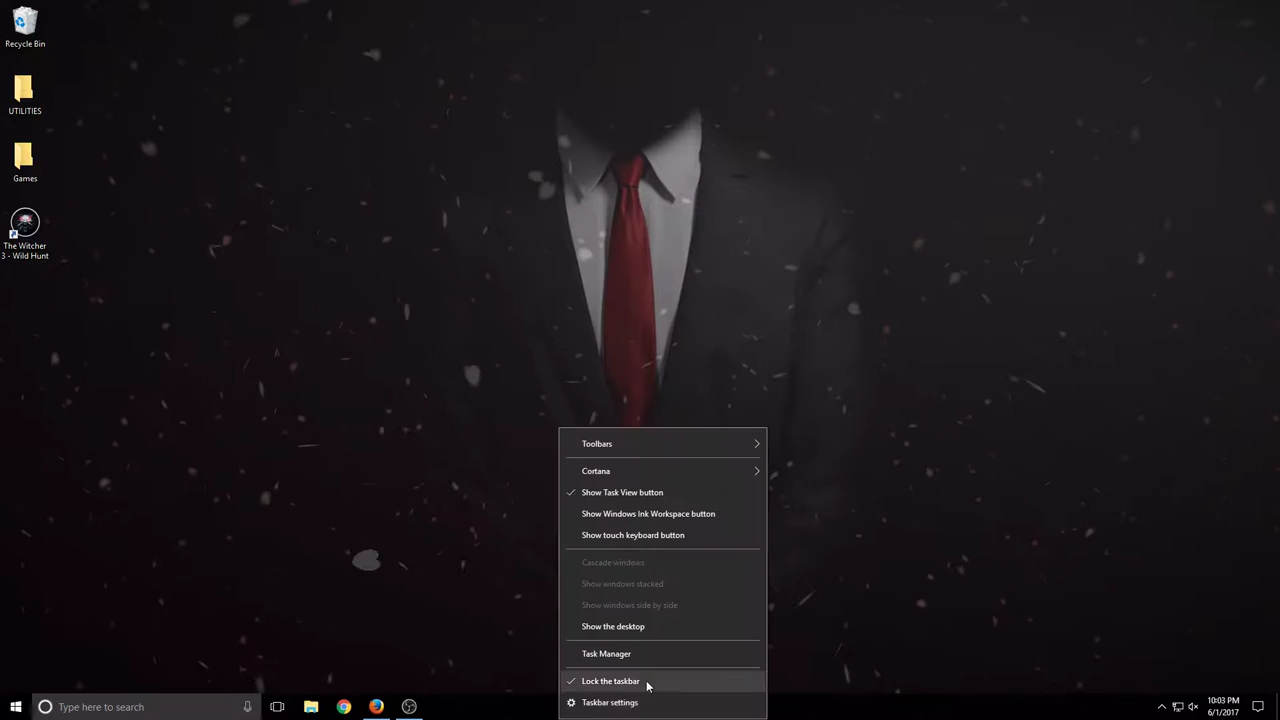 Recycle Bin
UTILITIES
Games
The Witcher
3 - Wild Hunt
Toolbars
Cortana
Show Task View button
Show Windows Ink Workspace button
Show touch keyboard button
Cascade windows
Show windows stacked
Show windows side by side
Show the desktop
Task Manager
Lock the taskbar
Taskbar settings
Type here to search
10:03 PM
6/1/2017